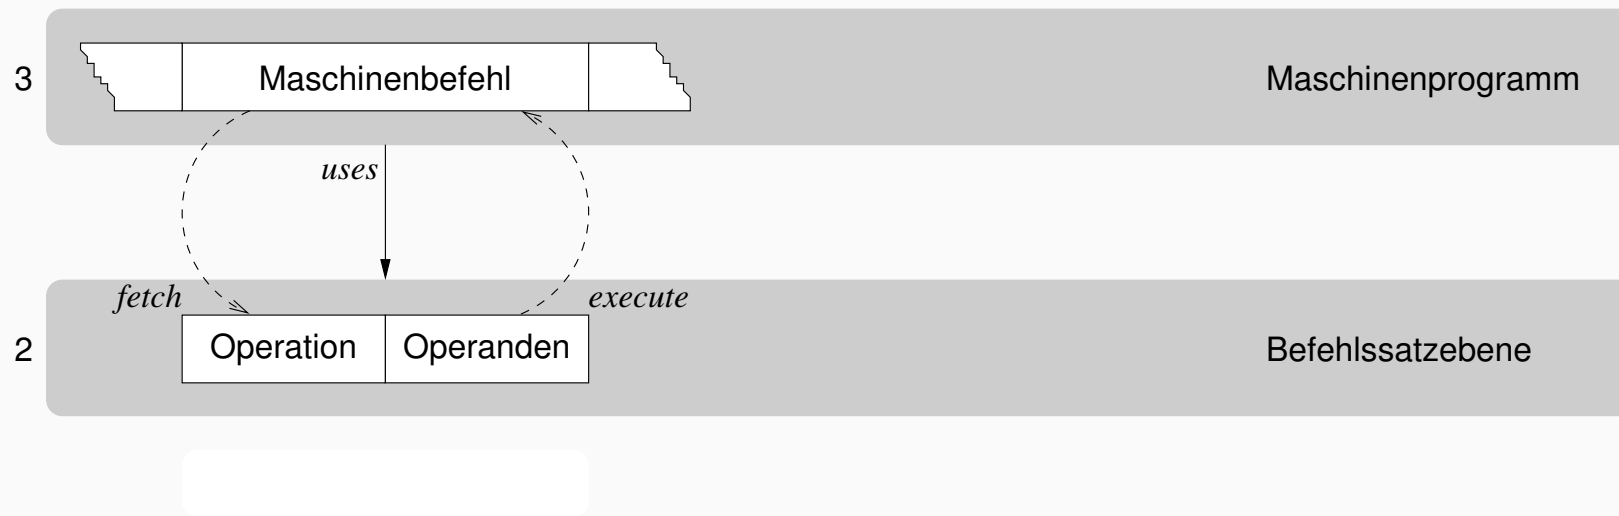 3 Maschinenbefehl Maschinenprogramm
uses
fetch execute
2 Operation Operanden Befehlssatzebene